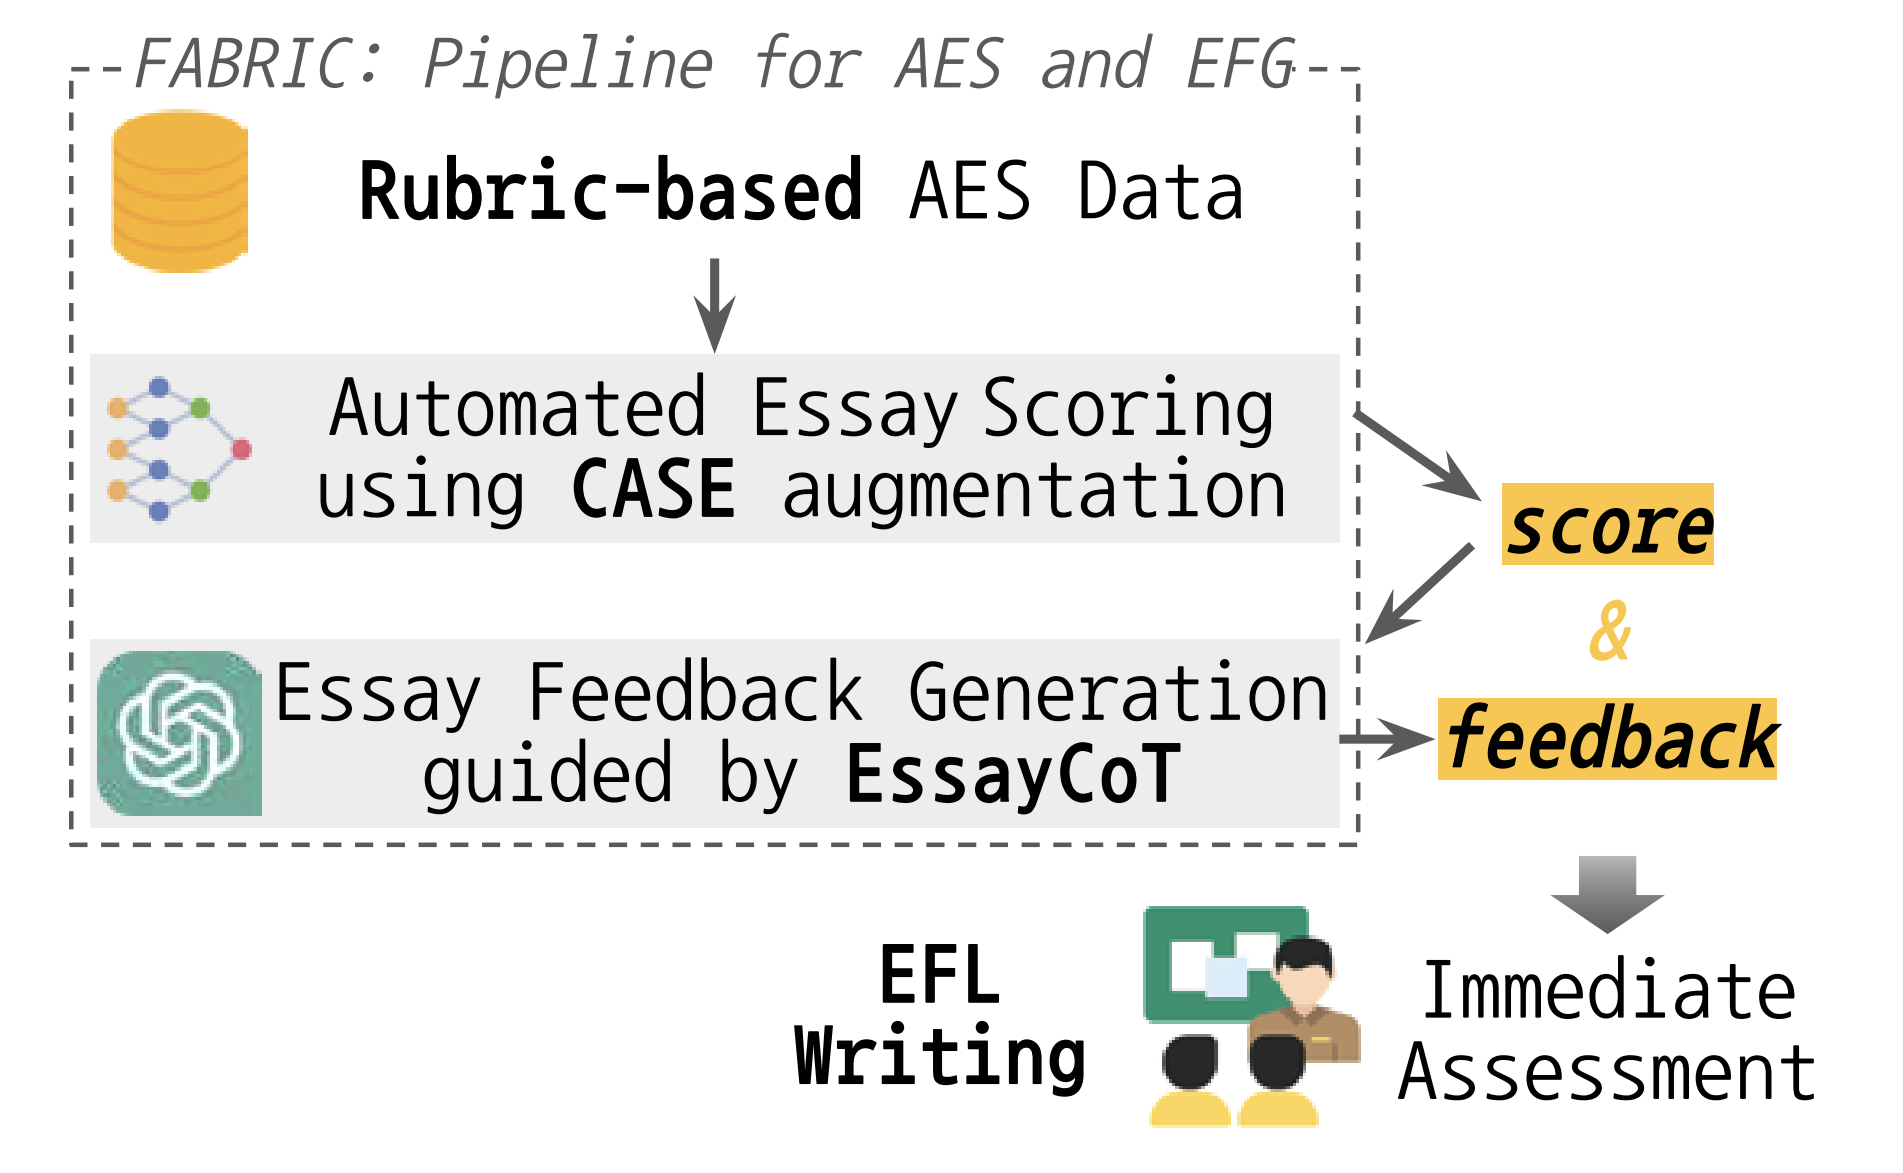 FABRIC: Pipeline for AES and EFG
Rubric-based AES Data
Automated Essay Scoring
using CASE augmentation
score
&
Essay Feedback Generation
guided by EssayCoT
feedback
EFL
Writing
Immediate
Assessment